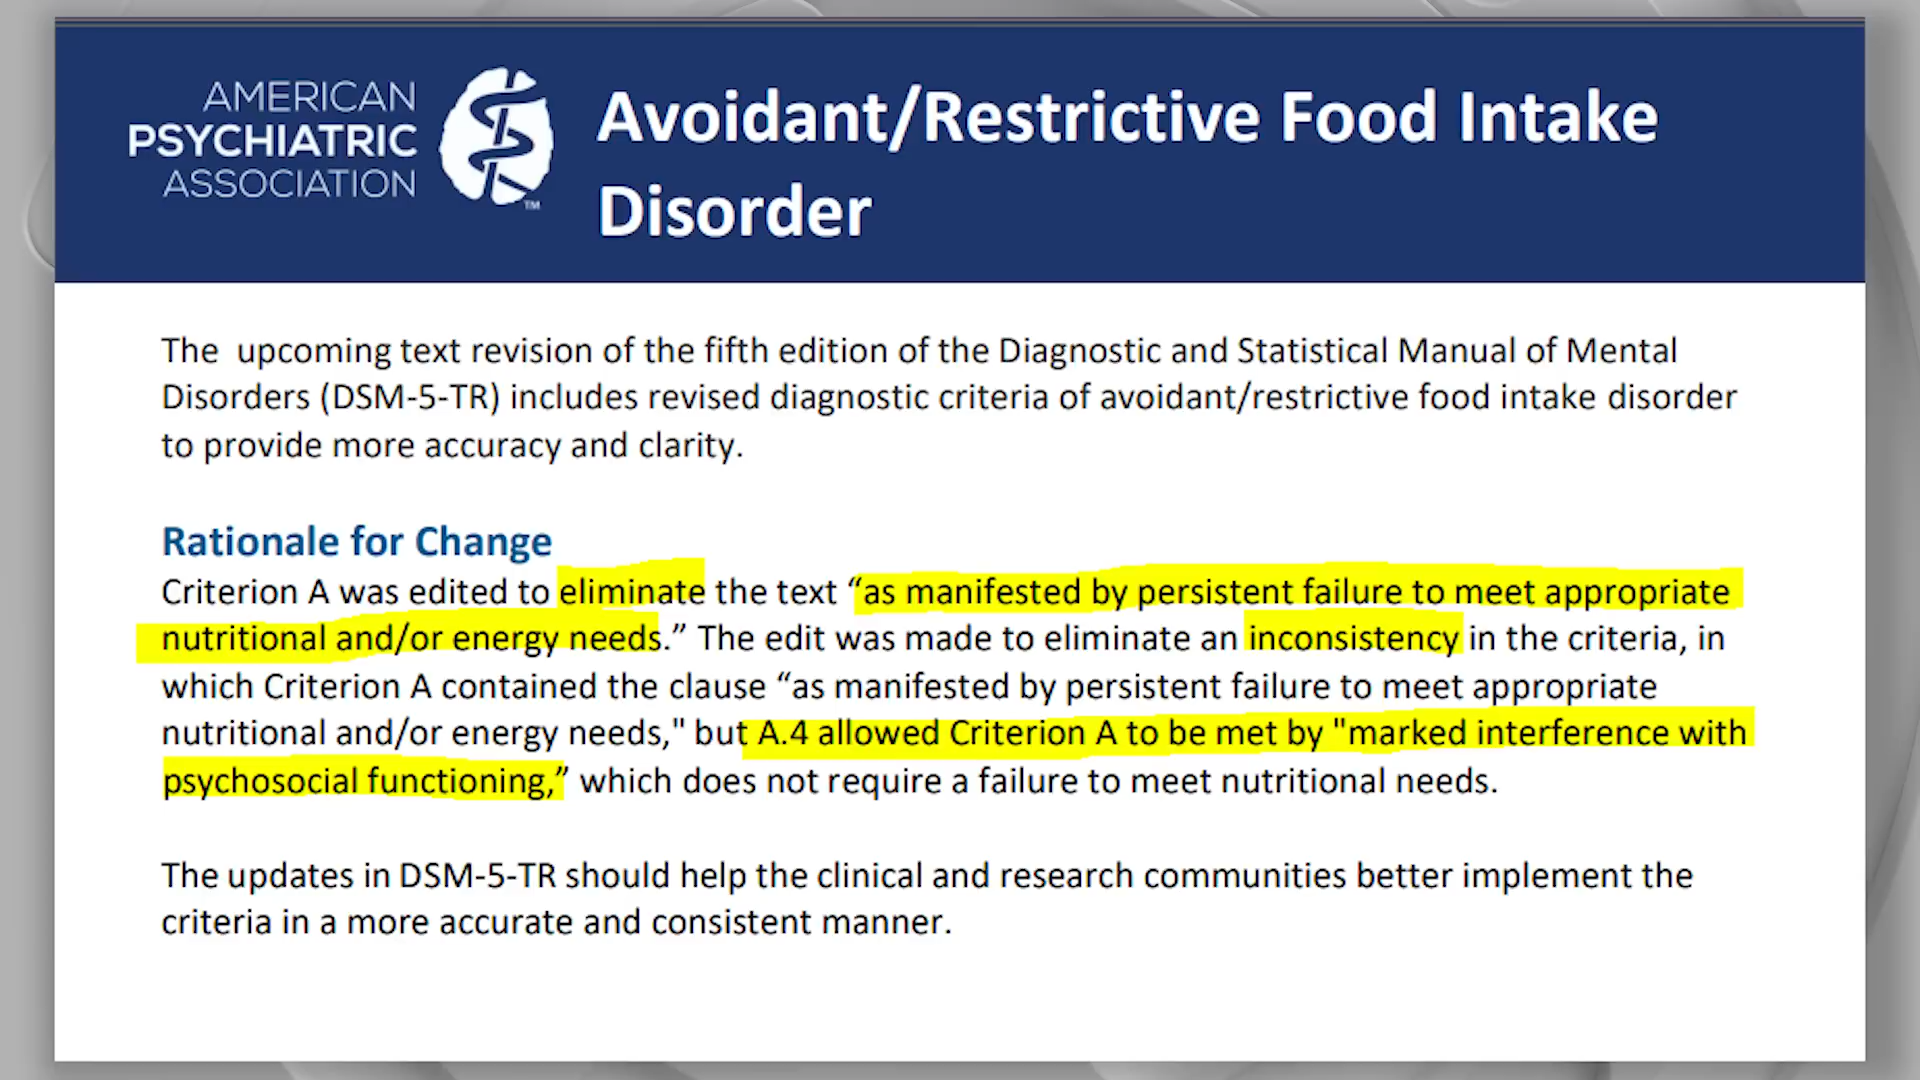 AMERICAN
PSYCHIATRIC
ASSOCIATION
TM
Avoidant/Restrictive Food Intake
Disorder
The  upcoming text revision of the fifth edition of the Diagnostic and Statistical Manual of Mental
Disorders (DSM-5-TR) includes revised diagnostic criteria of avoidant/restrictive food intake disorder
to provide more accuracy and clarity.
Rationale for Change
Criterion A was edited to eliminate the text “as manifested by persistent failure to meet appropriate
nutritional and/or energy needs.” The edit was made to eliminate an inconsistency in the criteria, in
which Criterion A contained the clause “as manifested by persistent failure to meet appropriate
nutritional and/or energy needs," but A.4 allowed Criterion A to be met by "marked interference with
psychosocial functioning,” which does not require a failure to meet nutritional needs.
The updates in DSM-5-TR should help the clinical and research communities better implement the
criteria in a more accurate and consistent manner.